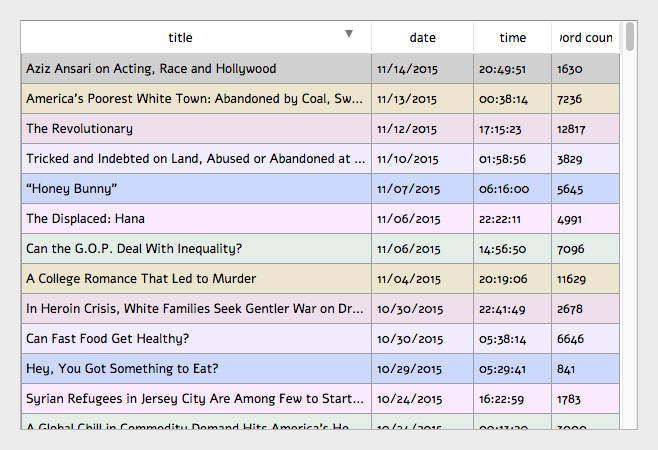 title ▼ date time ord coun
Aziz Ansari on Acting, Race and Hollywood 11/14/2015 20:49:51 1630
America's Poorest White Town: Abandoned by Coal, Sw... 11/13/2015 00:38:14 7236
The Revolutionary 11/12/2015 17:15:23 12817
Tricked and Indebted on Land, Abused or Abandoned at ... 11/10/2015 01:58:56 3829
“Honey Bunny” 11/07/2015 06:16:00 5645
The Displaced: Hana 11/06/2015 22:22:11 4991
Can the G.O.P. Deal With Inequality? 11/06/2015 14:56:50 7096
A College Romance That Led to Murder 11/04/2015 20:19:06 11629
In Heroin Crisis, White Families Seek Gentler War on Dr... 10/30/2015 22:41:49 2678
Can Fast Food Get Healthy? 10/30/2015 05:38:14 6646
Hey, You Got Something to Eat? 10/29/2015 05:29:41 841
Syrian Refugees in Jersey City Are Among Few to Start... 10/24/2015 16:22:59 1783
A Global Chill in Commodity Demand Hits America's He... 10/24/2015